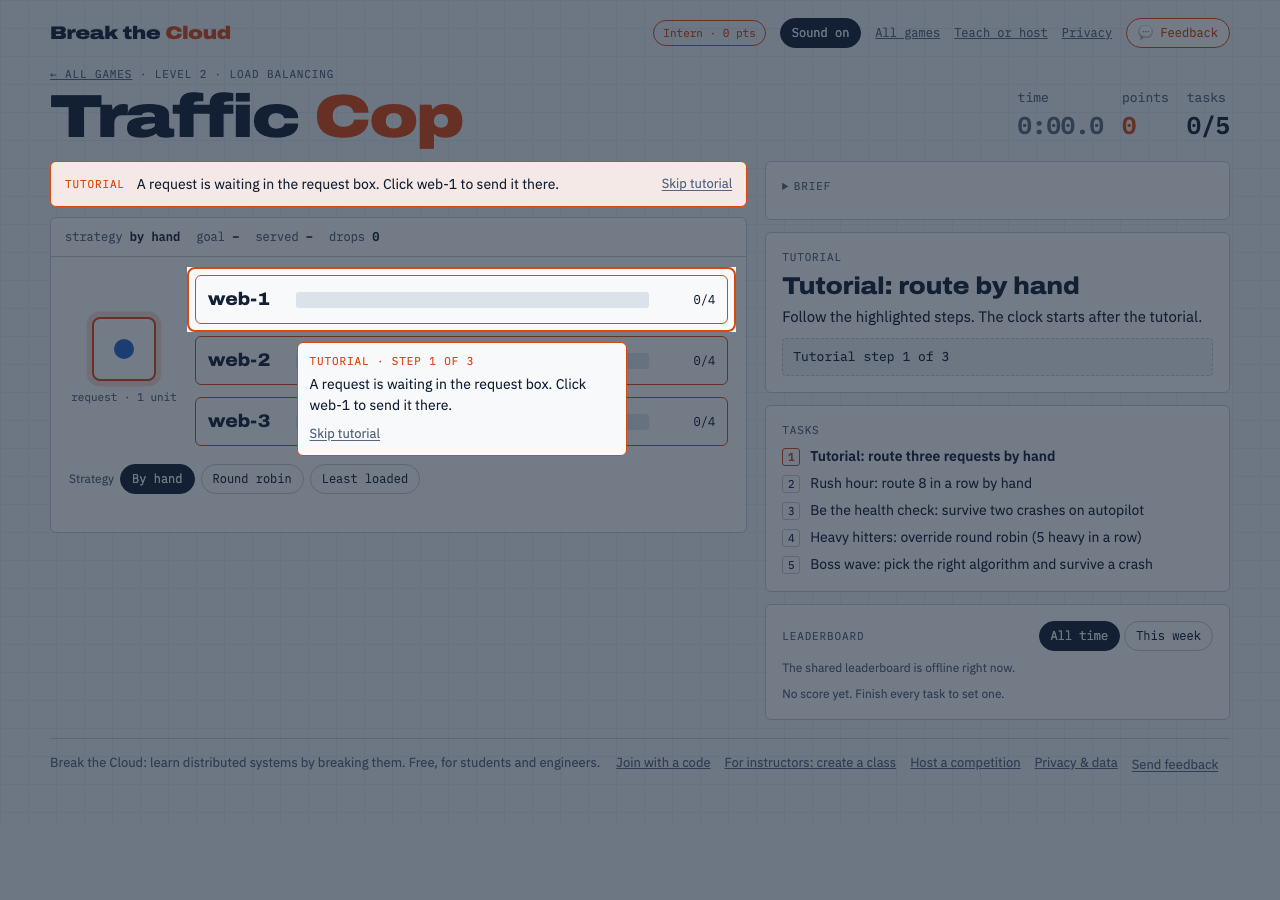 Break the Cloud
Intern · 0 pts
Sound on
All games
Teach or host
Privacy
💬 Feedback
← ALL GAMES · LEVEL 2 · LOAD BALANCING
Traffic Cop
time
points
tasks
0:00.0
0
0/5
TUTORIAL A request is waiting in the request box. Click web-1 to send it there. Skip tutorial
strategy by hand goal – served – drops 0
web-1 0/4
web-2 0/4
web-3 0/4
request · 1 unit
TUTORIAL · STEP 1 OF 3
A request is waiting in the request box. Click
web-1 to send it there.
Skip tutorial
Strategy By hand Round robin Least loaded
▶ BRIEF
TUTORIAL
Tutorial: route by hand
Follow the highlighted steps. The clock starts after the tutorial.
Tutorial step 1 of 3
TASKS
1 Tutorial: route three requests by hand
2 Rush hour: route 8 in a row by hand
3 Be the health check: survive two crashes on autopilot
4 Heavy hitters: override round robin (5 heavy in a row)
5 Boss wave: pick the right algorithm and survive a crash
LEADERBOARD All time This week
The shared leaderboard is offline right now.
No score yet. Finish every task to set one.
Break the Cloud: learn distributed systems by breaking them. Free, for students and engineers. Join with a code For instructors: create a class Host a competition Privacy & data Send feedback